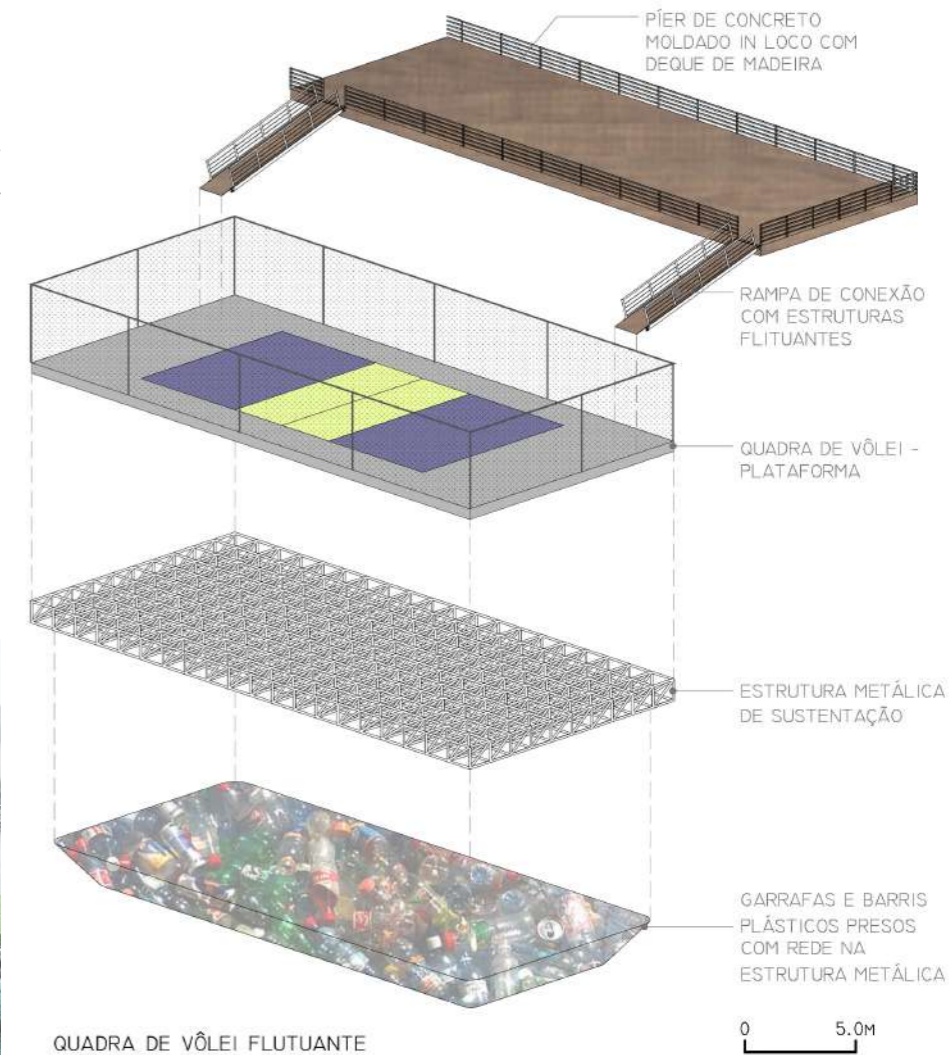 PÍER DE CONCRETO
MOLDADO IN LOCO COM
DEQUE DE MADEIRA
RAMPA DE CONEXÃO
COM ESTRUTURAS
FLITUANTES
QUADRA DE VÔLEI -
PLATAFORMA
ESTRUTURA METÁLICA
DE SUSTENTAÇÃO
GARRAFAS E BARRIS
PLÁSTICOS PRESOS
COM REDE NA
ESTRUTURA METÁLICA
QUADRA DE VÔLEI FLUTUANTE
0 5.0M